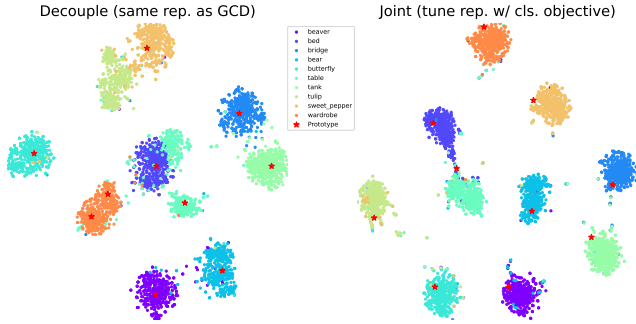 Decouple (same rep. as GCD)
Joint (tune rep. w/ cls. objective)
beaver
bed
bridge
bear
butterfly
table
tank
tulip
sweet_pepper
wardrobe
Prototype